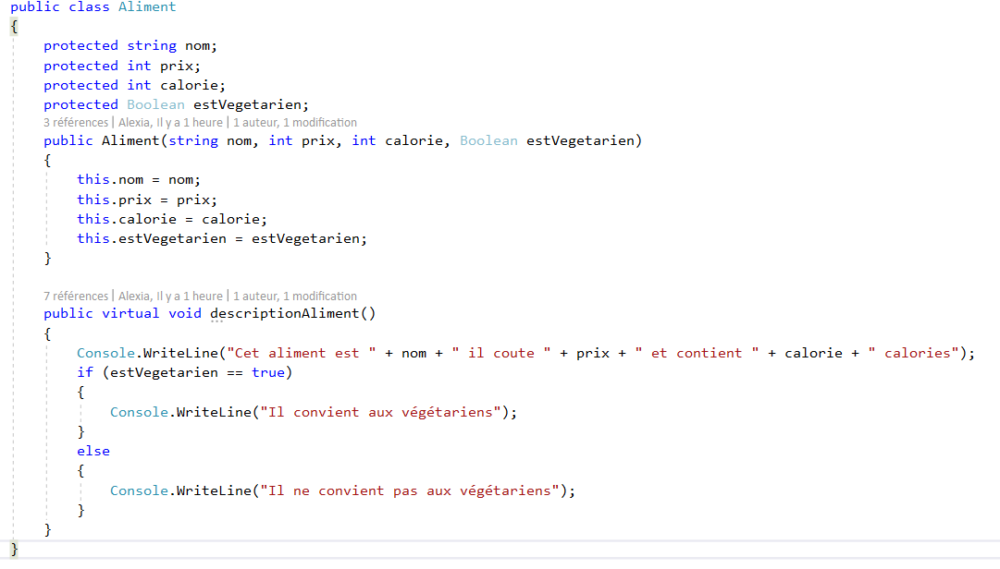 public class Aliment
{
protected string nom;
protected int prix;
protected int calorie;
protected Boolean estVegetarien;
3 références | Alexia, Il y a 1 heure | 1 auteur, 1 modification
public Aliment(string nom, int prix, int calorie, Boolean estVegetarien)
{
this.nom = nom;
this.prix = prix;
this.calorie = calorie;
this.estVegetarien = estVegetarien;
}
7 références | Alexia, Il y a 1 heure | 1 auteur, 1 modification
public virtual void descriptionAliment()
{
Console.WriteLine("Cet aliment est " + nom + " il coute " + prix + " et contient " + calorie + " calories");
if (estVegetarien == true)
{
Console.WriteLine("Il convient aux végétariens");
}
else
{
Console.WriteLine("Il ne convient pas aux végétariens");
}
}
}